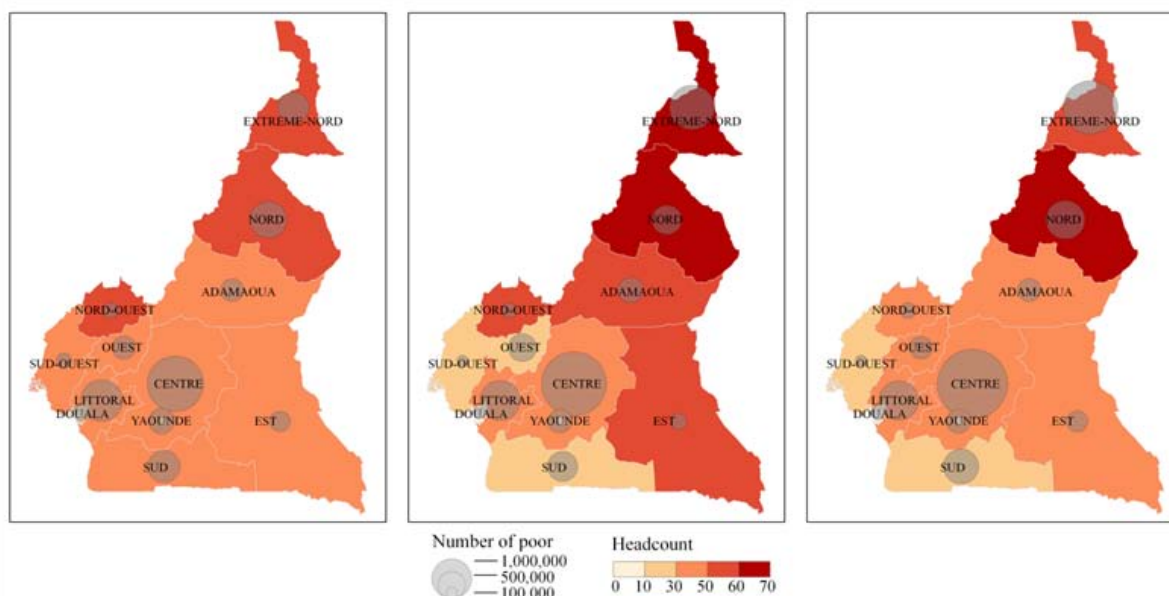 EXTREME-NORD
NORD
ADAMAOUA
NORD-OUEST
OUEST
SUD-OUEST
CENTRE
LITTORAL
DOUALA
YAOUNDE
EST
SUD
EXTREME-NORD
NORD
ADAMAOUA
NORD-OUEST
OUEST
SUD-OUEST
CENTRE
LITTORAL
DOUALA
YAOUNDE
EST
SUD
EXTREME-NORD
NORD
ADAMAOUA
NORD-OUEST
OUEST
SUD-OUEST
CENTRE
LITTORAL
DOUALA
YAOUNDE
EST
SUD
Number of poor
1,000,000
500,000
100,000
Headcount
0 10 30 50 60 70